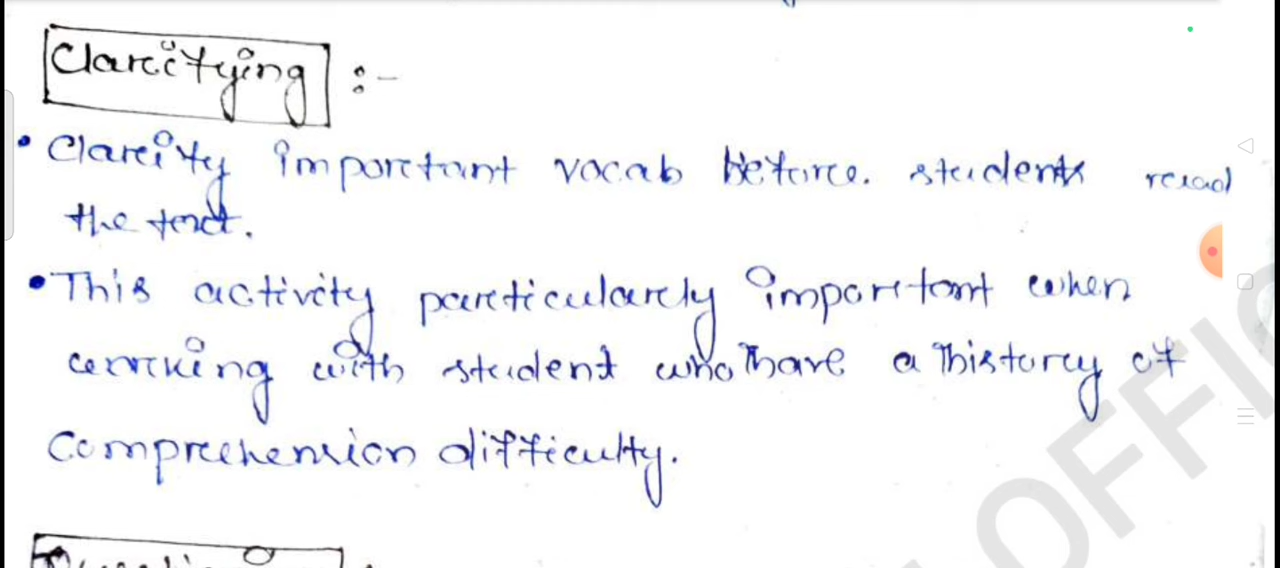 Clarifying :-
• Clarify important vocab before. students read
the text.
• This activity particularly important when
working with student who have a history of
comprehension difficulty.
OFFIC